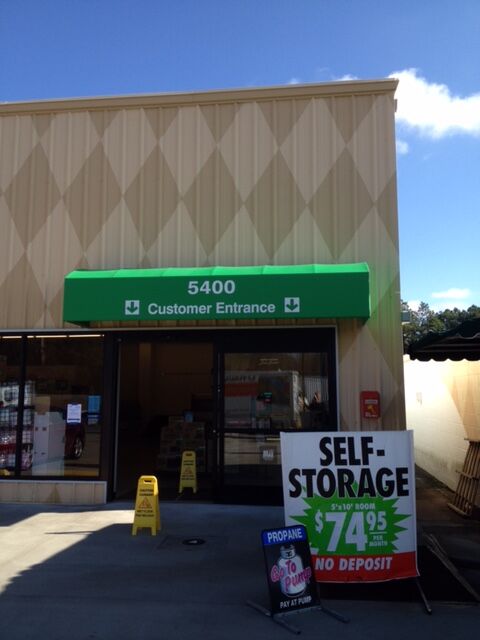 5400
Customer Entrance
SELF-
STORAGE
5'x10' ROOM
$74.95
PER
MONTH
NO DEPOSIT
PROPANE
Go To
Pump
PAY AT PUMP
CAUTION